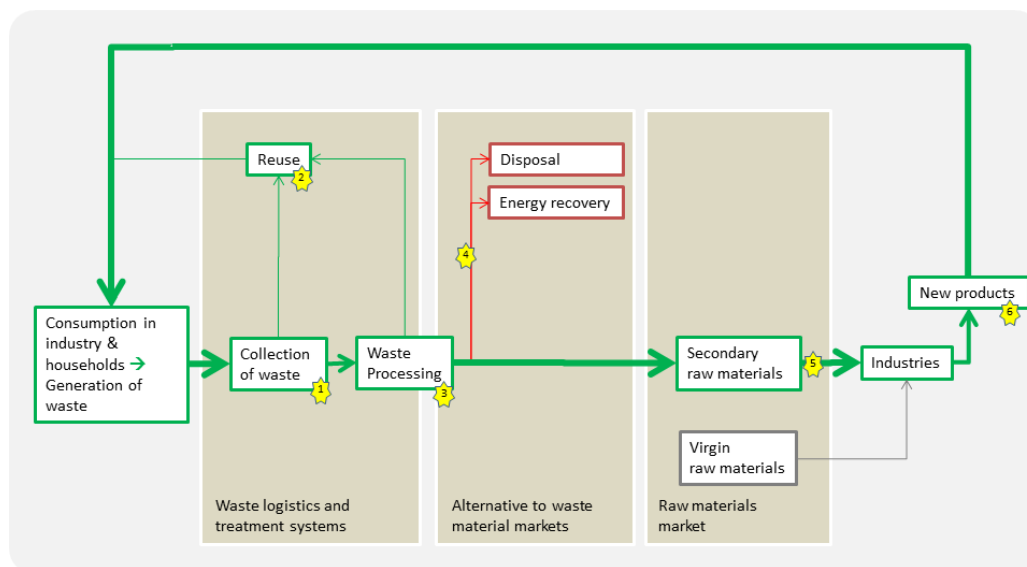 Reuse
2
Disposal
Energy recovery
4
New products
6
Consumption in
industry &
households →
Generation of
waste
Collection
of waste
1
Waste
Processing
3
Secondary
raw materials
5
Industries
Virgin
raw materials
Waste logistics and
treatment systems
Alternative to waste
material markets
Raw materials
market